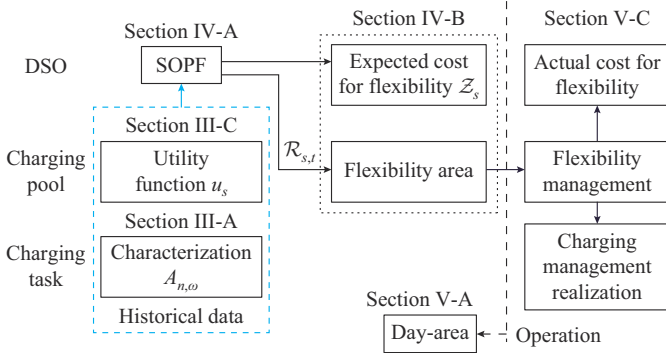 Section IV-A
Section IV-B
Section V-C
DSO
SOPF
Expected cost
for flexibility Zs
Actual cost for
flexibility
Section III-C
Charging
pool
Utility
function us
Rs,t
Flexibility area
Flexibility
management
Section III-A
Charging
task
Characterization
An,ω
Historical data
Charging
management
realization
Section V-A
Day-area
Operation